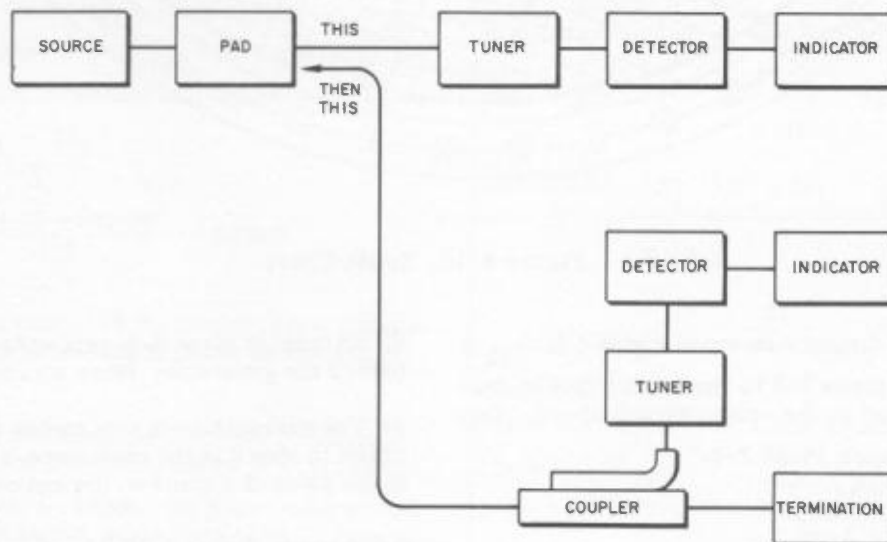 SOURCE
PAD
THIS
TUNER
DETECTOR
INDICATOR
THEN
THIS
DETECTOR
INDICATOR
TUNER
COUPLER
TERMINATION